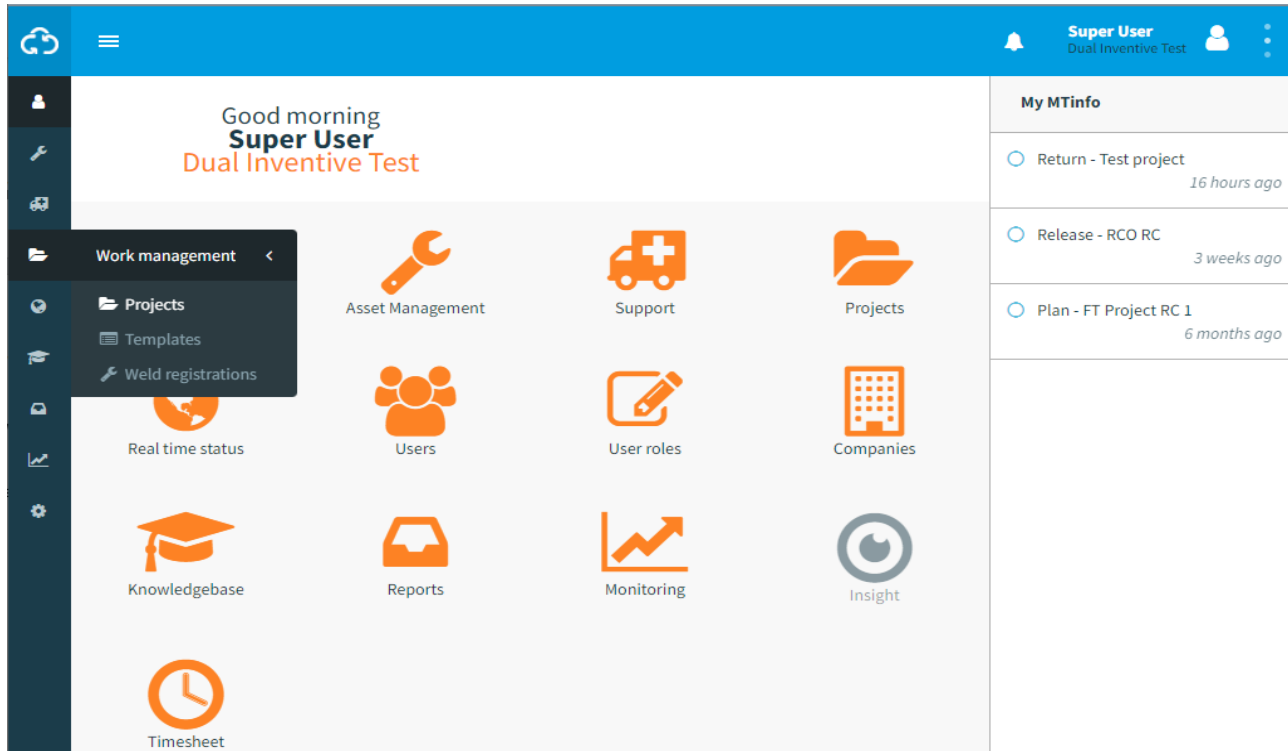 Super User
Dual Inventive Test
Good morning
Super User
Dual Inventive Test
My MTinfo
Return - Test project
16 hours ago
Release - RCO RC
3 weeks ago
Plan - FT Project RC 1
6 months ago
Work management
Projects
Templates
Weld registrations
Asset Management
Support
Projects
Real time status
Users
User roles
Companies
Knowledgebase
Reports
Monitoring
Insight
Timesheet